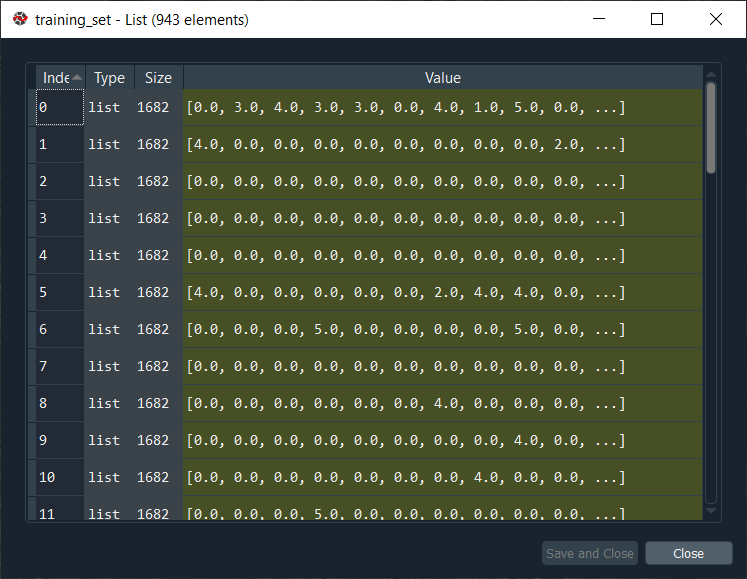 training_set - List (943 elements)
Inde Type Size Value
0 list 1682 [0.0, 3.0, 4.0, 3.0, 3.0, 0.0, 4.0, 1.0, 5.0, 0.0, ...]
1 list 1682 [4.0, 0.0, 0.0, 0.0, 0.0, 0.0, 0.0, 0.0, 0.0, 2.0, ...]
2 list 1682 [0.0, 0.0, 0.0, 0.0, 0.0, 0.0, 0.0, 0.0, 0.0, 0.0, ...]
3 list 1682 [0.0, 0.0, 0.0, 0.0, 0.0, 0.0, 0.0, 0.0, 0.0, 0.0, ...]
4 list 1682 [0.0, 0.0, 0.0, 0.0, 0.0, 0.0, 0.0, 0.0, 0.0, 0.0, ...]
5 list 1682 [4.0, 0.0, 0.0, 0.0, 0.0, 0.0, 2.0, 4.0, 4.0, 0.0, ...]
6 list 1682 [0.0, 0.0, 0.0, 5.0, 0.0, 0.0, 0.0, 0.0, 5.0, 0.0, ...]
7 list 1682 [0.0, 0.0, 0.0, 0.0, 0.0, 0.0, 0.0, 0.0, 0.0, 0.0, ...]
8 list 1682 [0.0, 0.0, 0.0, 0.0, 0.0, 0.0, 4.0, 0.0, 0.0, 0.0, ...]
9 list 1682 [0.0, 0.0, 0.0, 0.0, 0.0, 0.0, 0.0, 0.0, 4.0, 0.0, ...]
10 list 1682 [0.0, 0.0, 0.0, 0.0, 0.0, 0.0, 0.0, 4.0, 0.0, 0.0, ...]
11 list 1682 [0.0, 0.0, 0.0, 5.0, 0.0, 0.0, 0.0, 0.0, 0.0, 0.0, ...]
Save and Close Close